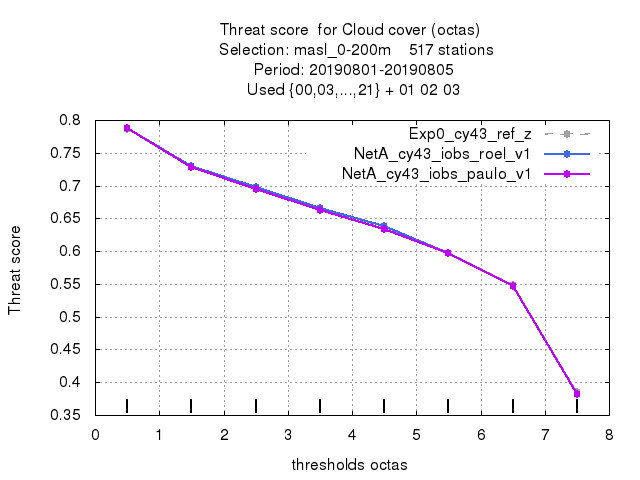 Threat score  for Cloud cover (octas)
Selection: masl_0-200m    517 stations
Period: 20190801-20190805
Used {00,03,...,21} + 01 02 03
Exp0_cy43_ref_z
NetA_cy43_iobs_roel_v1
NetA_cy43_iobs_paulo_v1
Threat score
0.8
0.75
0.7
0.65
0.6
0.55
0.5
0.45
0.4
0.35
0 1 2 3 4 5 6 7 8
thresholds octas